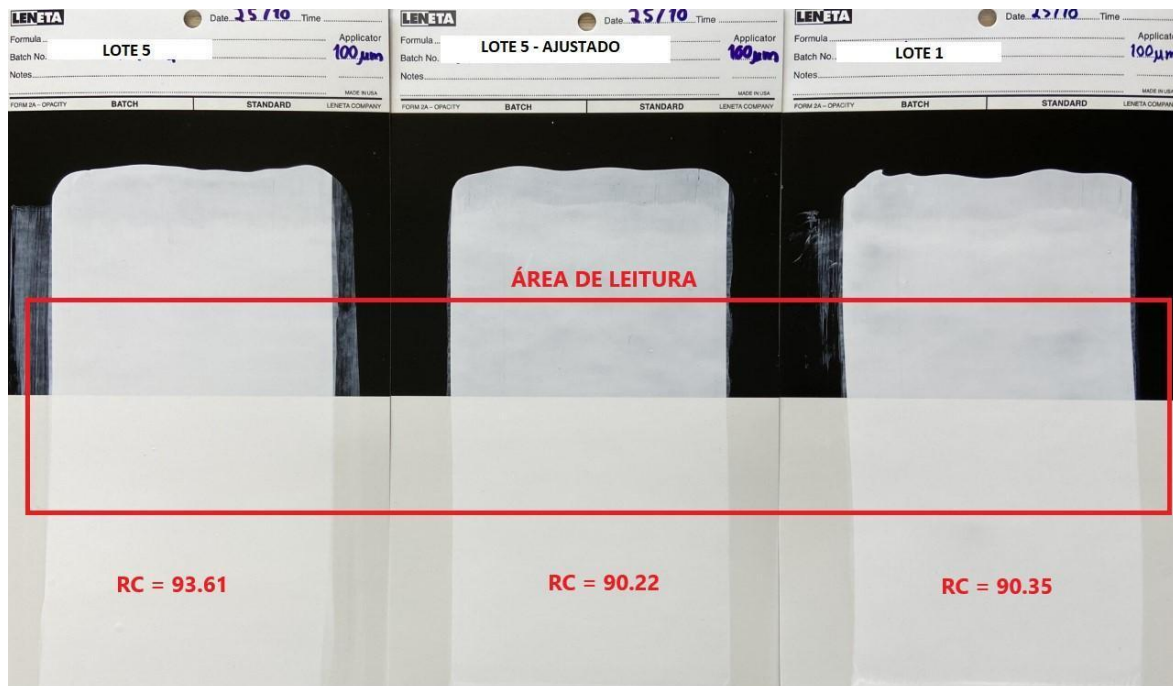 LENETA
Date 25/10 Time
Formula
Applicator
LOTE 5
100 µm
Batch No.
Notes
MADE IN USA
FORM 2A – OPACITY BATCH STANDARD LENETA COMPANY
LENETA
Date 25/10 Time
Formula
Applicator
LOTE 5 - AJUSTADO
Batch No.
100 µm
Notes
MADE IN USA
FORM 2A – OPACITY BATCH STANDARD LENETA COMPANY
LENETA
Date 25/10 Time
Formula
LOTE 1
100 µm
Batch No.
Notes
MADE IN USA
FORM 2A – OPACITY BATCH STANDARD LENETA COMPANY
ÁREA DE LEITURA
RC = 93.61
RC = 90.22
RC = 90.35